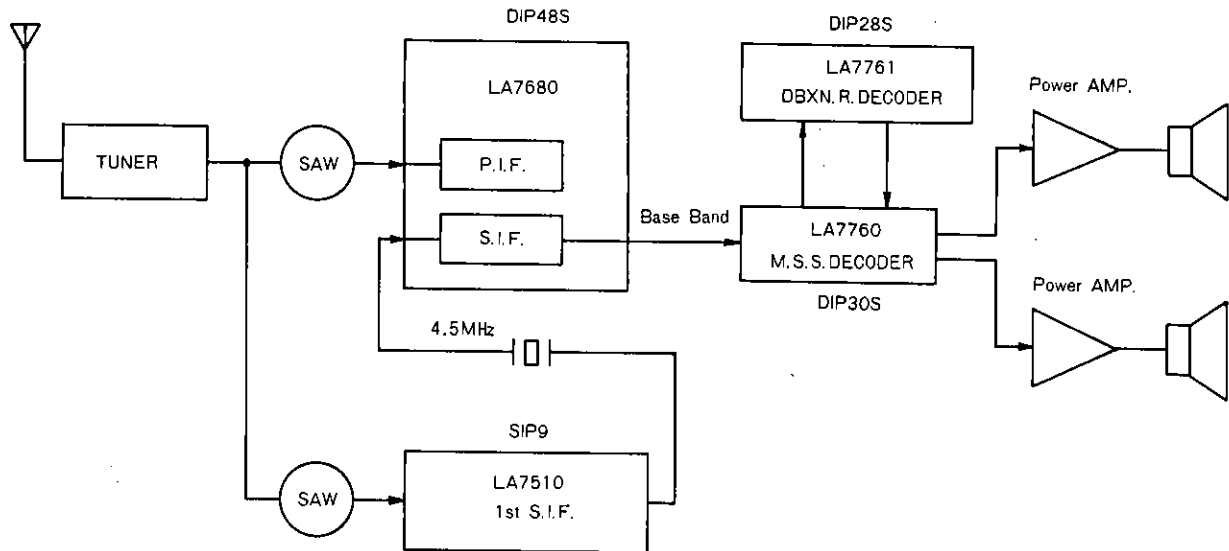 DIP48S
DIP28S
LA7680
LA7761
DBXN.R.DECODER
Power AMP.
TUNER
SAW
P.I.F.
S.I.F.
Base Band
LA7760
M.S.S.DECODER
DIP30S
Power AMP.
4.5MHz
SIP9
SAW
LA7510
1st S.I.F.